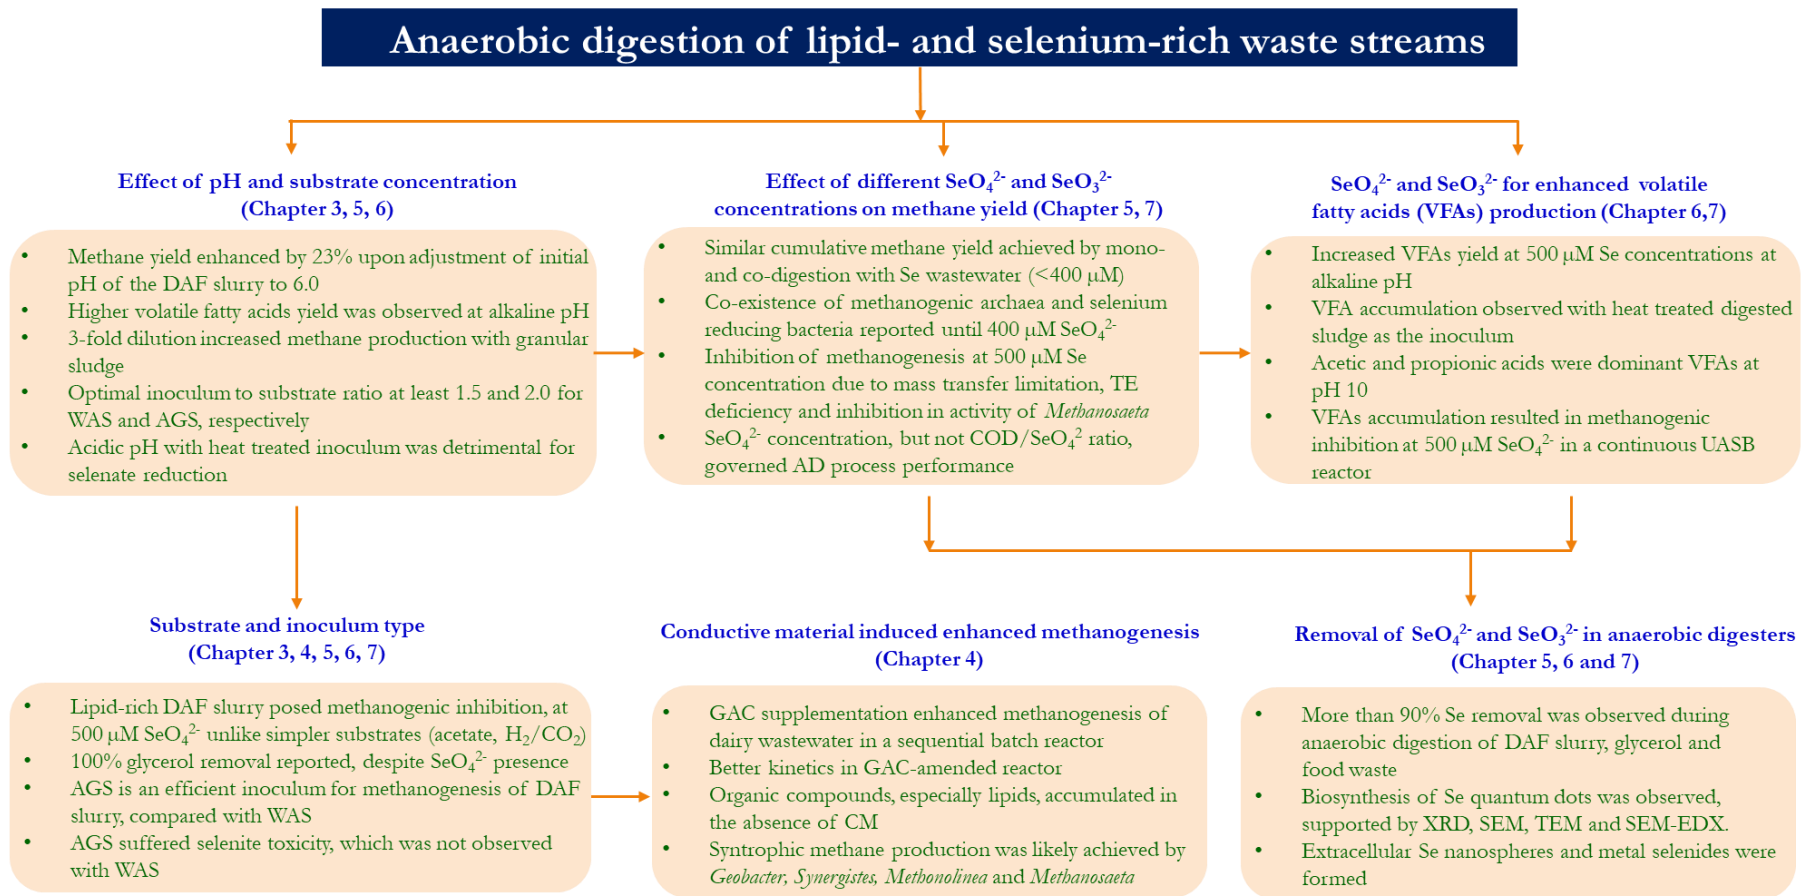 Anaerobic digestion of lipid- and selenium-rich waste streams
Effect of pH and substrate concentration
(Chapter 3, 5, 6)
• Methane yield enhanced by 23% upon adjustment of initial
pH of the DAF slurry to 6.0
• Higher volatile fatty acids yield was observed at alkaline pH
• 3-fold dilution increased methane production with granular
sludge
• Optimal inoculum to substrate ratio at least 1.5 and 2.0 for
WAS and AGS, respectively
• Acidic pH with heat treated inoculum was detrimental for
selenate reduction
Effect of different SeO₄²⁻ and SeO₃²⁻
concentrations on methane yield (Chapter 5, 7)
• Similar cumulative methane yield achieved by mono-
and co-digestion with Se wastewater (<400 μM)
• Co-existence of methanogenic archaea and selenium
reducing bacteria reported until 400 μM SeO₄²⁻
• Inhibition of methanogenesis at 500 μM Se
concentration due to mass transfer limitation, TE
deficiency and inhibition in activity of Methanosaeta
• SeO₄²⁻ concentration, but not COD/SeO₄² ratio,
governed AD process performance
SeO₄²⁻ and SeO₃²⁻ for enhanced volatile
fatty acids (VFAs) production (Chapter 6,7)
• Increased VFAs yield at 500 μM Se concentrations at
alkaline pH
• VFA accumulation observed with heat treated digested
sludge as the inoculum
• Acetic and propionic acids were dominant VFAs at
pH 10
• VFAs accumulation resulted in methanogenic
inhibition at 500 μM SeO₄²⁻ in a continuous UASB
reactor
Substrate and inoculum type
(Chapter 3, 4, 5, 6, 7)
• Lipid-rich DAF slurry posed methanogenic inhibition, at
500 μM SeO₄²⁻ unlike simpler substrates (acetate, H₂/CO₂)
• 100% glycerol removal reported, despite SeO₄²⁻ presence
• AGS is an efficient inoculum for methanogenesis of DAF
slurry, compared with WAS
• AGS suffered selenite toxicity, which was not observed
with WAS
Conductive material induced enhanced methanogenesis
(Chapter 4)
• GAC supplementation enhanced methanogenesis of
dairy wastewater in a sequential batch reactor
• Better kinetics in GAC-amended reactor
• Organic compounds, especially lipids, accumulated in
the absence of CM
• Syntrophic methane production was likely achieved by
Geobacter, Synergistes, Methonolinea and Methanosaeta
Removal of SeO₄²⁻ and SeO₃²⁻ in anaerobic digesters
(Chapter 5, 6 and 7)
• More than 90% Se removal was observed during
anaerobic digestion of DAF slurry, glycerol and
food waste
• Biosynthesis of Se quantum dots was observed,
supported by XRD, SEM, TEM and SEM-EDX.
• Extracellular Se nanospheres and metal selenides were
formed